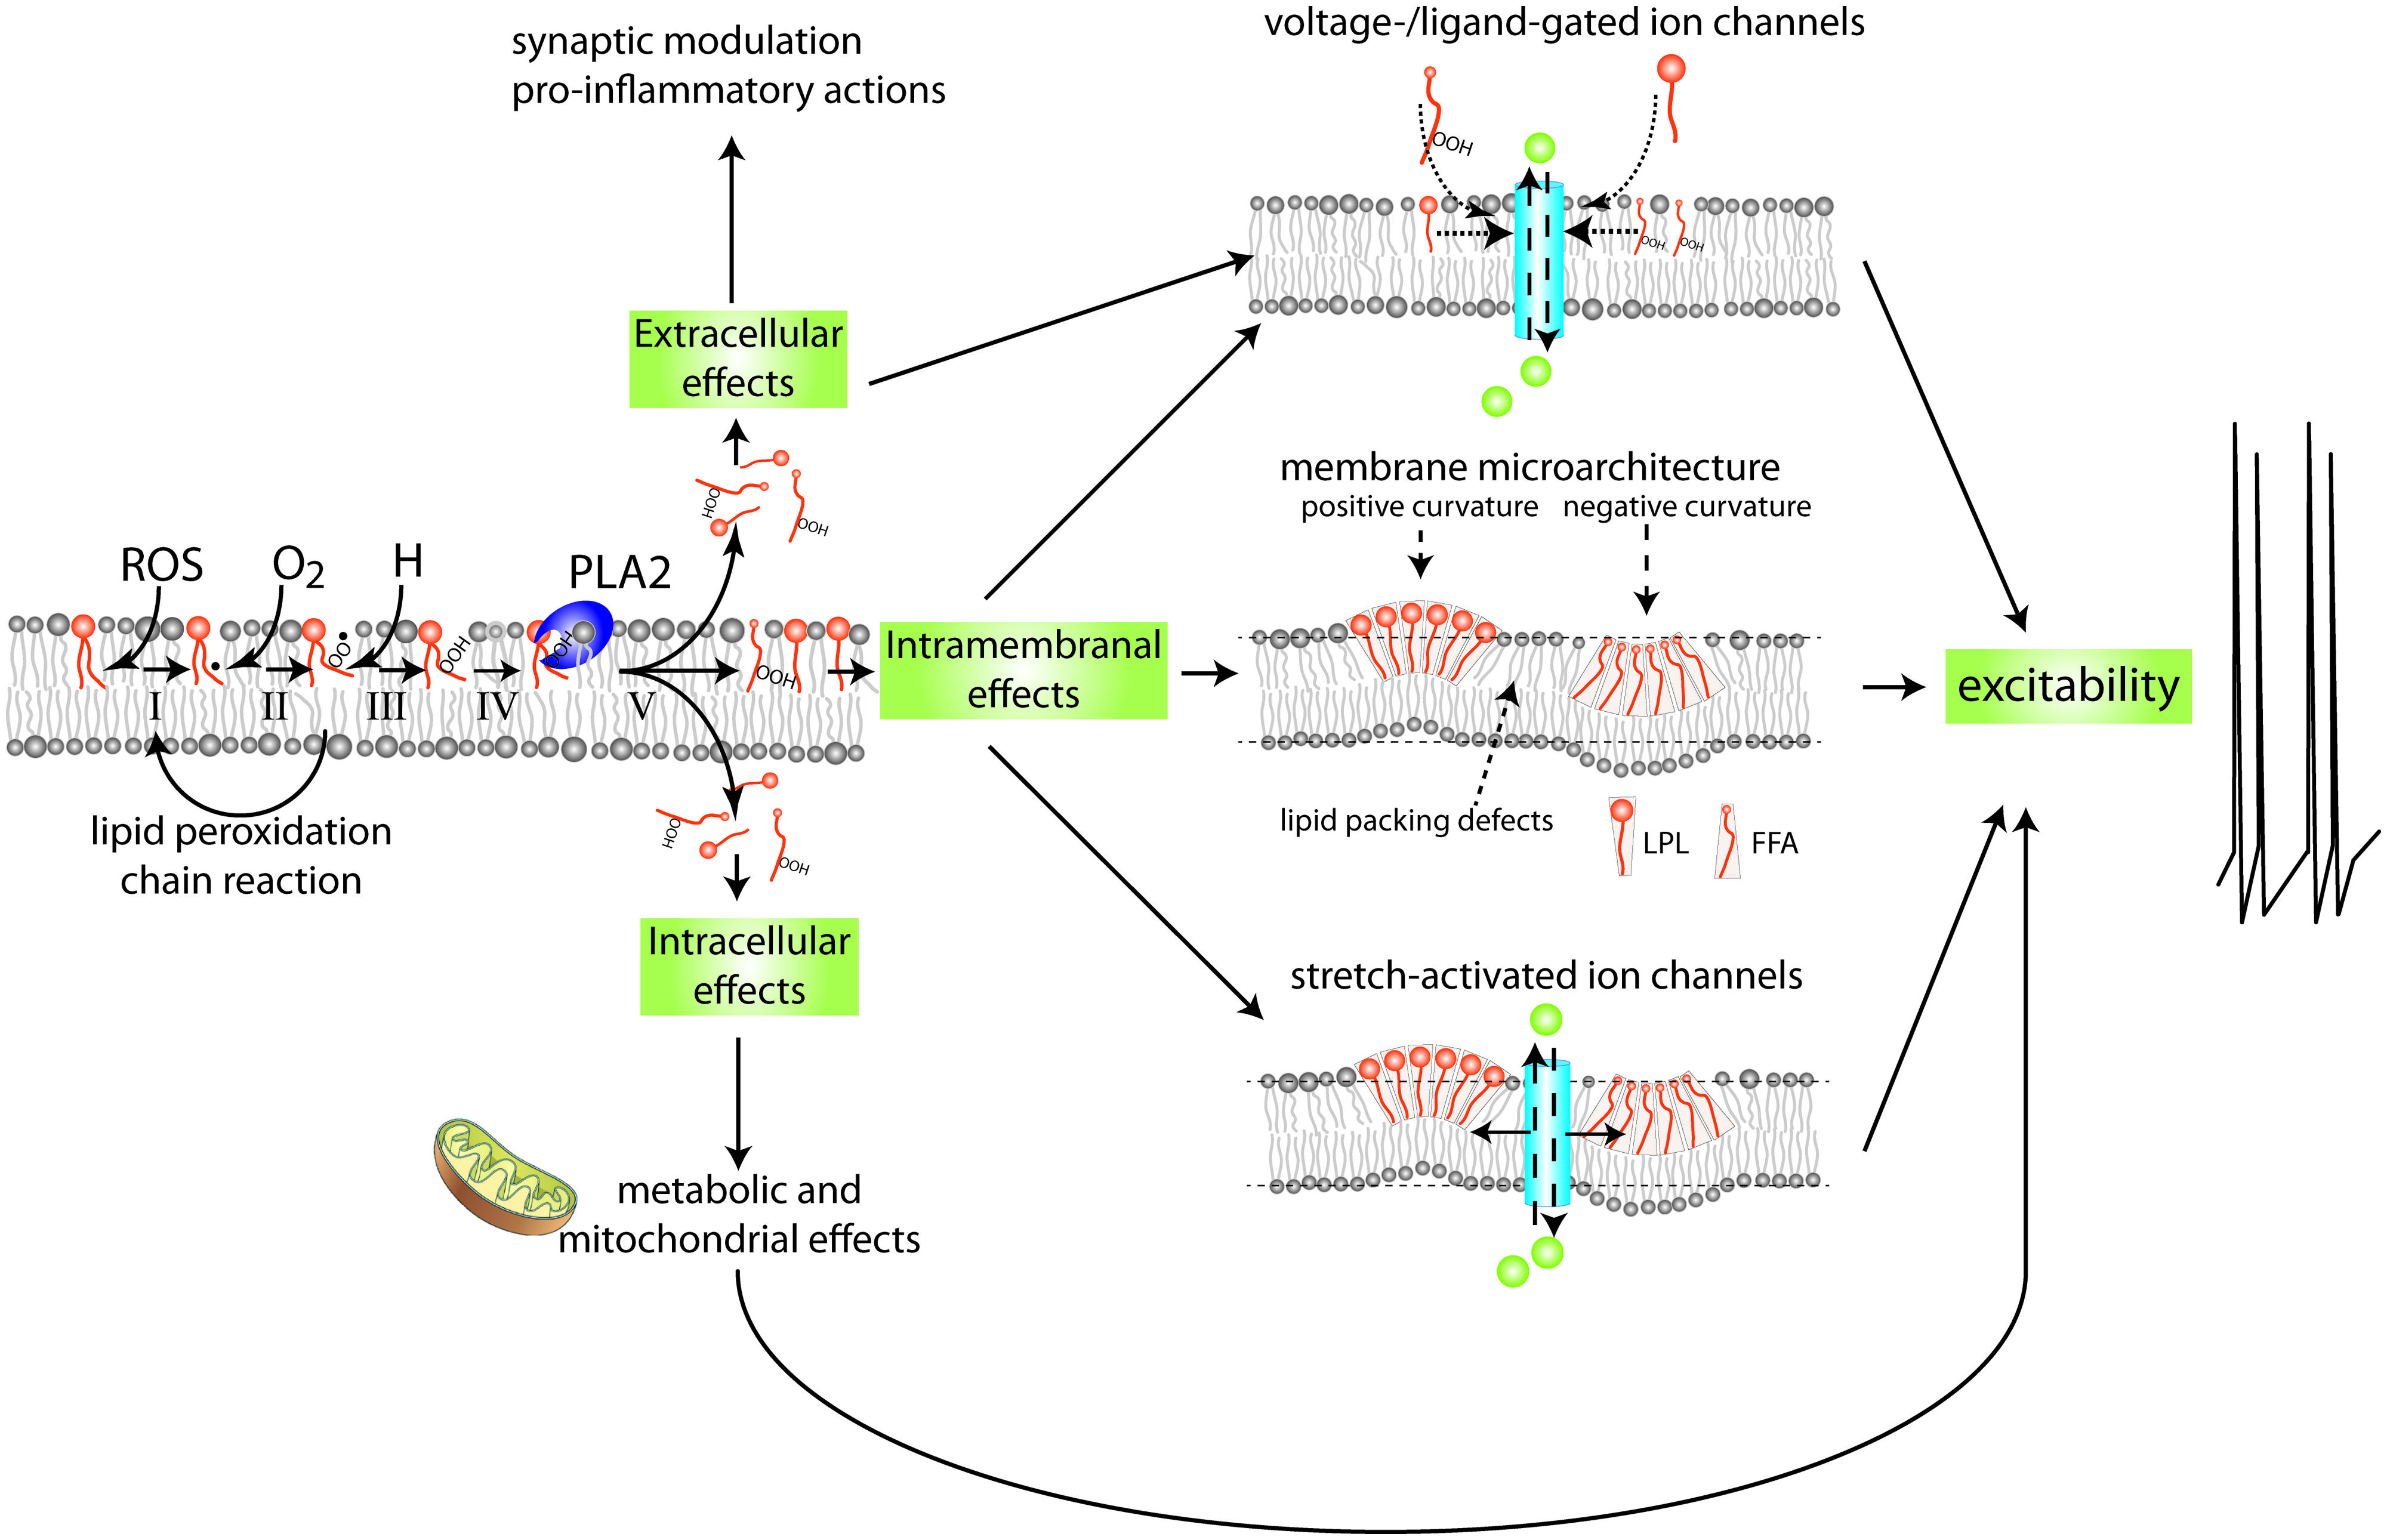 synaptic modulation
pro-inflammatory actions
voltage-/ligand-gated ion channels
OOH
OOH
OOH
Extracellular
effects
HOO
OOH
membrane microarchitecture
positive curvature
negative curvature
ROS
O2
H
PLA2
OO•
OOH
OOH
OOH
I
II
III
IV
V
Intramembranal
effects
excitability
lipid peroxidation
chain reaction
HOO
OOH
lipid packing defects
LPL
FFA
Intracellular
effects
stretch-activated ion channels
metabolic and
mitochondrial effects